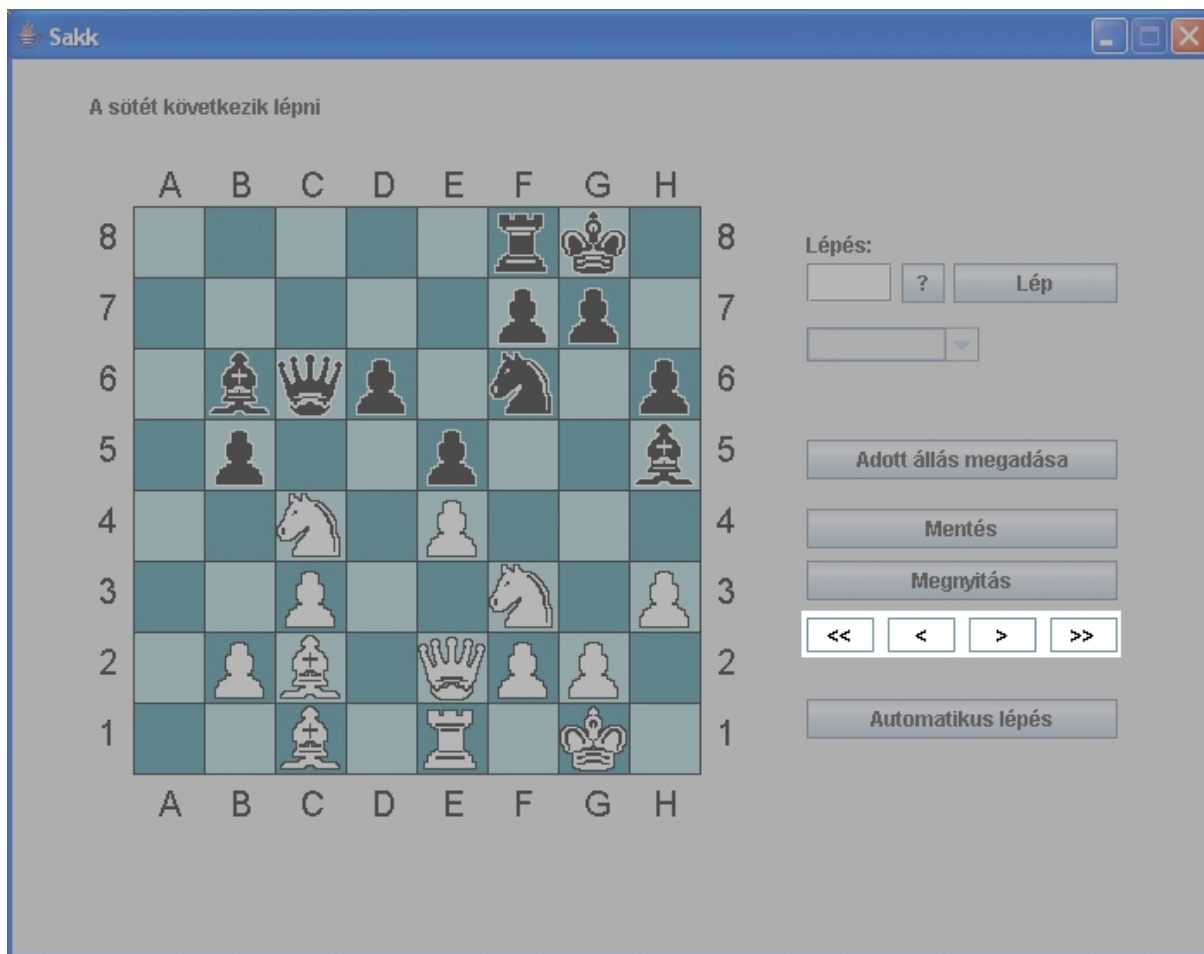 Sakk
A sötét következik lépni
A B C D E F G H
8 8
7 7
6 6
5 5
4 4
3 3
2 2
1 1
A B C D E F G H
Lépés:
? Lép
Adott állás megadása
Mentés
Megnyitás
<< < > >>
Automatikus lépés